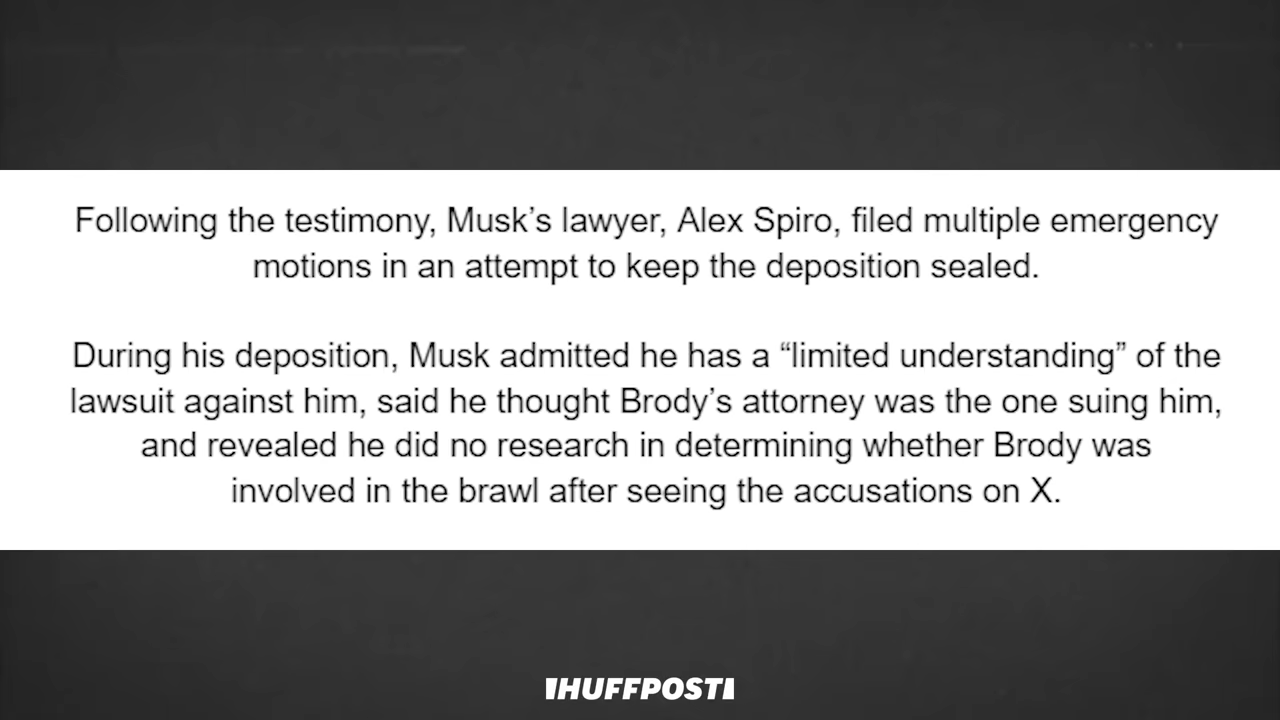 Following the testimony, Musk’s lawyer, Alex Spiro, filed multiple emergency
motions in an attempt to keep the deposition sealed.
During his deposition, Musk admitted he has a “limited understanding” of the
lawsuit against him, said he thought Brody’s attorney was the one suing him,
and revealed he did no research in determining whether Brody was
involved in the brawl after seeing the accusations on X.
HUFFPOST